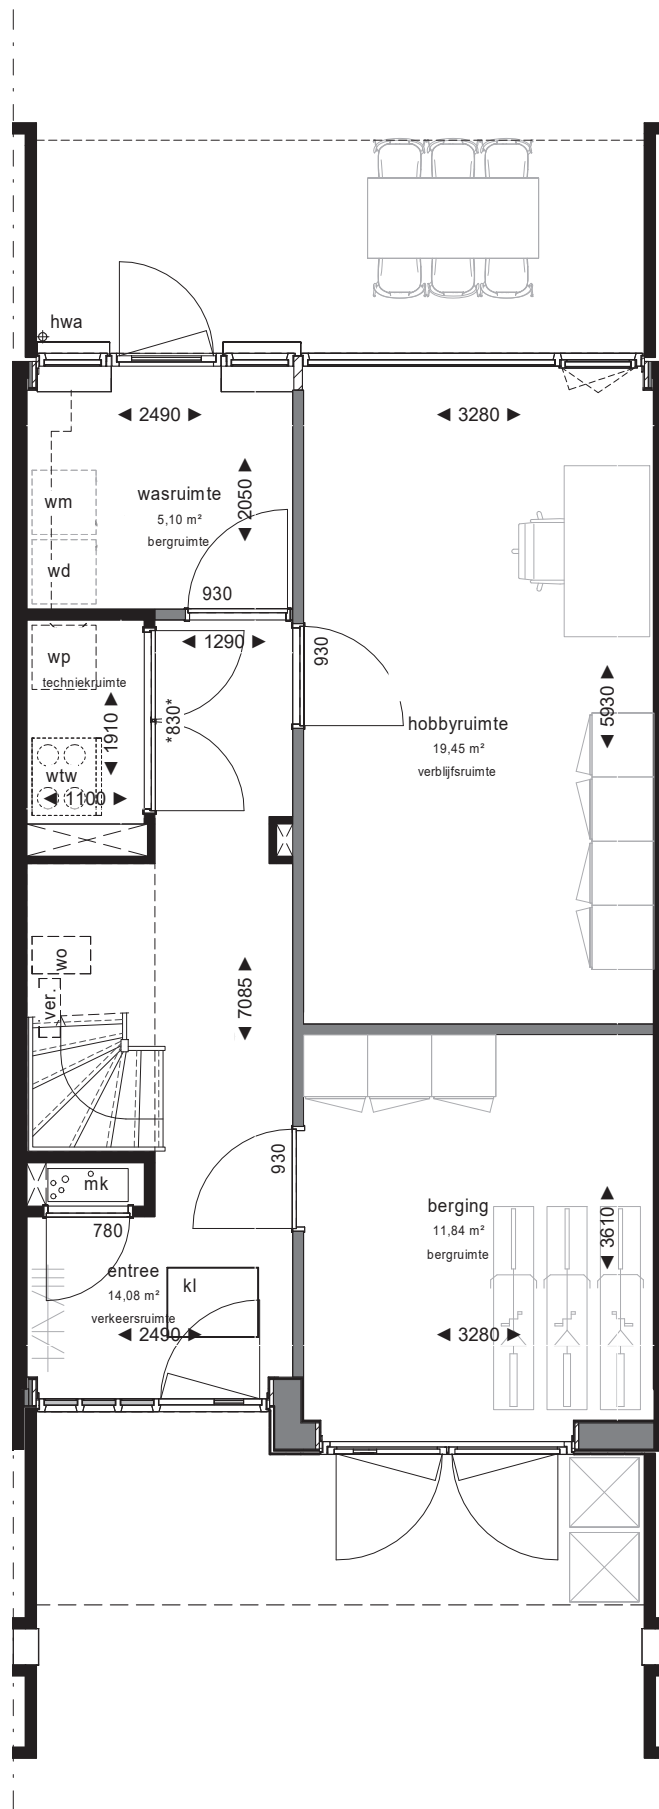 hwa
◄ 2490 ►
◄ 3280 ►
wasruimte
5,10 m²
bergruimte
◄ 2050 ►
wm
wd
930
◄ 1290 ►
930
wp
techniekruimte
◄ 1910 ►
*830*
◄ 5930 ►
hobbyruimte
19,45 m²
verblijfsruimte
wtw
◄ 1100 ►
wo
ver.
◄ 7085 ►
930
mk
780
berging
11,84 m²
bergruimte
◄ 3610 ►
entree
14,08 m²
verkeersruimte
kl
◄ 2490 ►
◄ 3280 ►